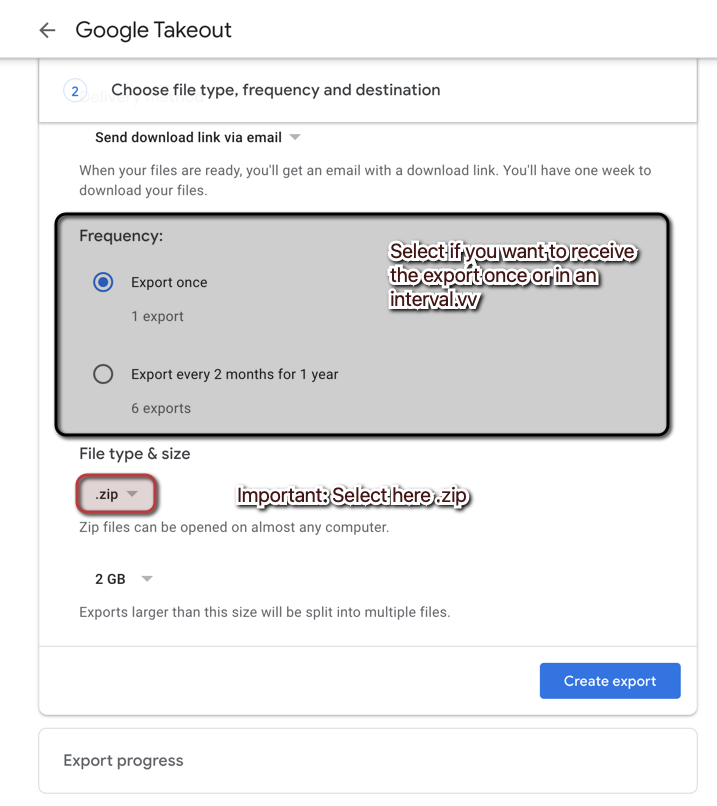 Google Takeout
2
Choose file type, frequency and destination
Delivery method
Send download link via email
When your files are ready, you'll get an email with a download link. You'll have one week to
download your files.
Frequency:
Select if you want to receive
the export once or in an
interval.vv
Export once
1 export
Export every 2 months for 1 year
6 exports
File type & size
.zip
Important: Select here .zip
Zip files can be opened on almost any computer.
2 GB
Exports larger than this size will be split into multiple files.
Create export
Export progress